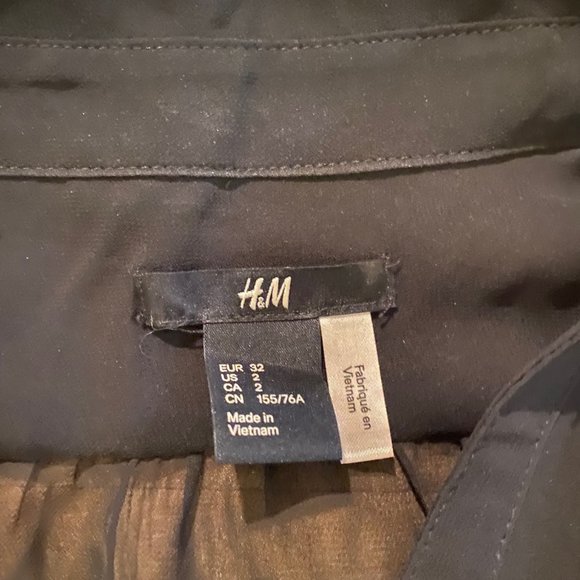 H&M
EUR 32
US 2
CA 2
CN 155/76A
Made in
Vietnam
Fabriqué en
Vietnam